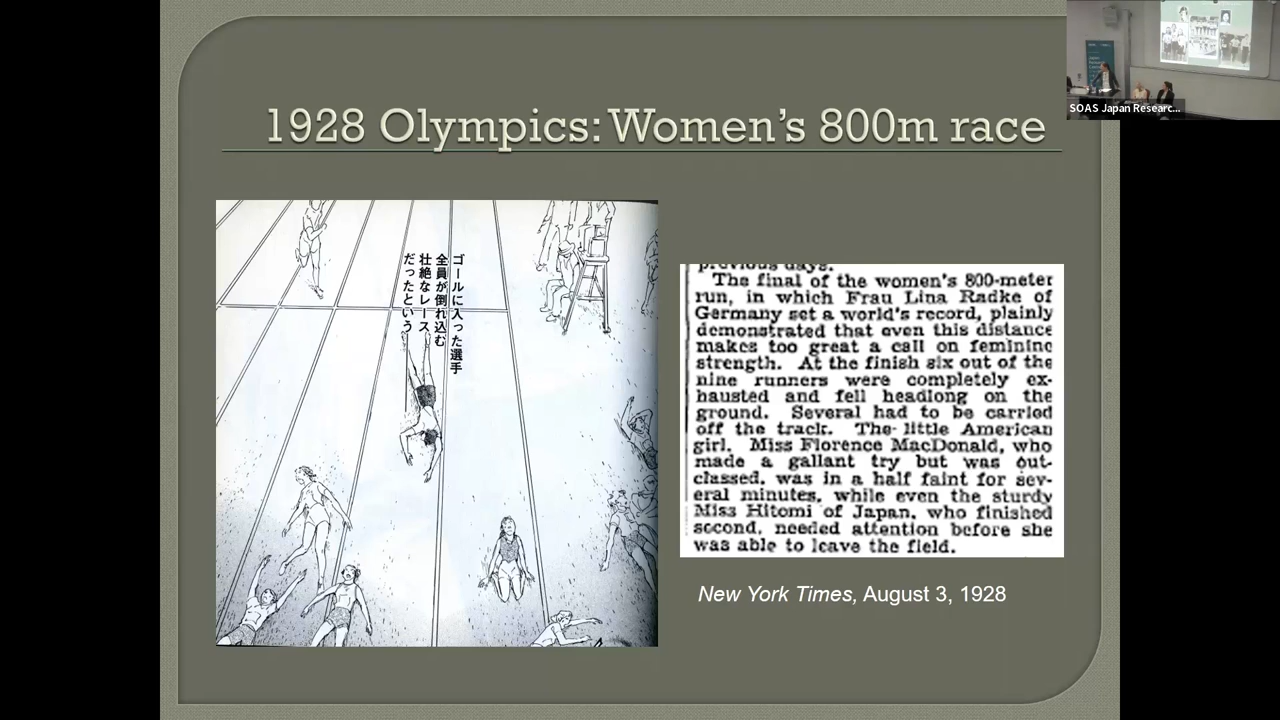 SOAS Japan Researc...
1928 Olympics: Women's 800m race
ゴールに入った選手
全員が倒れ込む
壮絶なレース
だったという
previous days.
The final of the women's 800-meter
run, in which Frau Lina Radke of
Germany set a world's record, plainly
demonstrated that even this distance
makes too great a call on feminine
strength. At the finish six out of the
nine runners were completely ex-
hausted and fell headlong on the
ground. Several had to be carried
off the track. The little American
girl, Miss Florence MacDonald, who
made a gallant try but was out-
classed, was in a half faint for sev-
eral minutes, while even the sturdy
Miss Hitomi of Japan, who finished
second, needed attention before she
was able to leave the field.
New York Times, August 3, 1928